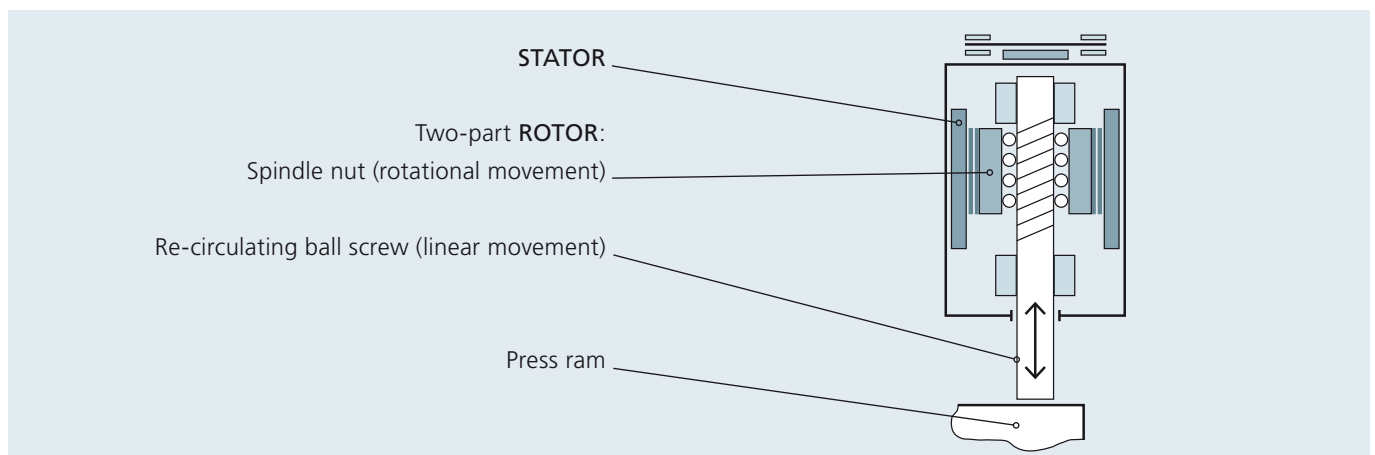 STATOR
Two-part ROTOR:
Spindle nut (rotational movement)
Re-circulating ball screw (linear movement)
Press ram